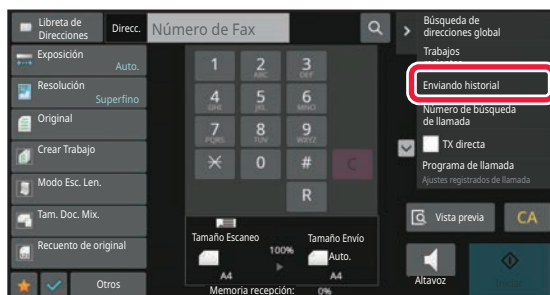 Libreta de
Direcciones
Direcc.
Número de Fax
Exposición
Auto.
Resolución
Superfino
Original
Crear Trabajo
Modo Esc. Len.
Tam. Doc. Mix.
Recuento de original
Otros
1
2
ABC
3
DEF
4
GHI
5
JKL
6
MNO
7
PQRS
8
TUV
9
WXYZ
0
#
C
R
Tamaño Escaneo
100%
Tamaño Envío
Auto.
A4
A4
Memoria recepción: 0%
Búsqueda de
direcciones global
Trabajos
Enviando historial
Número de búsqueda
de llamada
TX directa
Programa de llamada
Ajustes registrados de llamada
Vista previa
CA
Altavoz